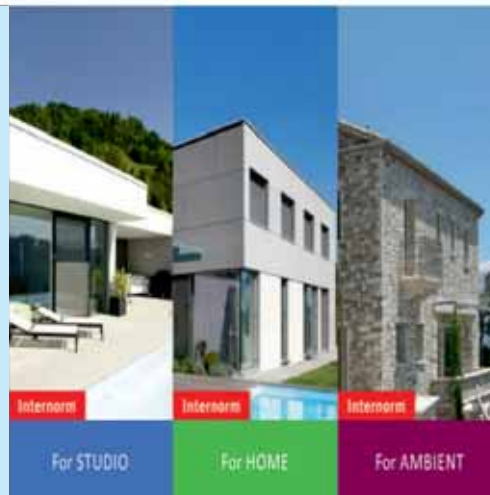 Internorm
Internorm
Internorm
For STUDIO
For HOME
For AMBIENT